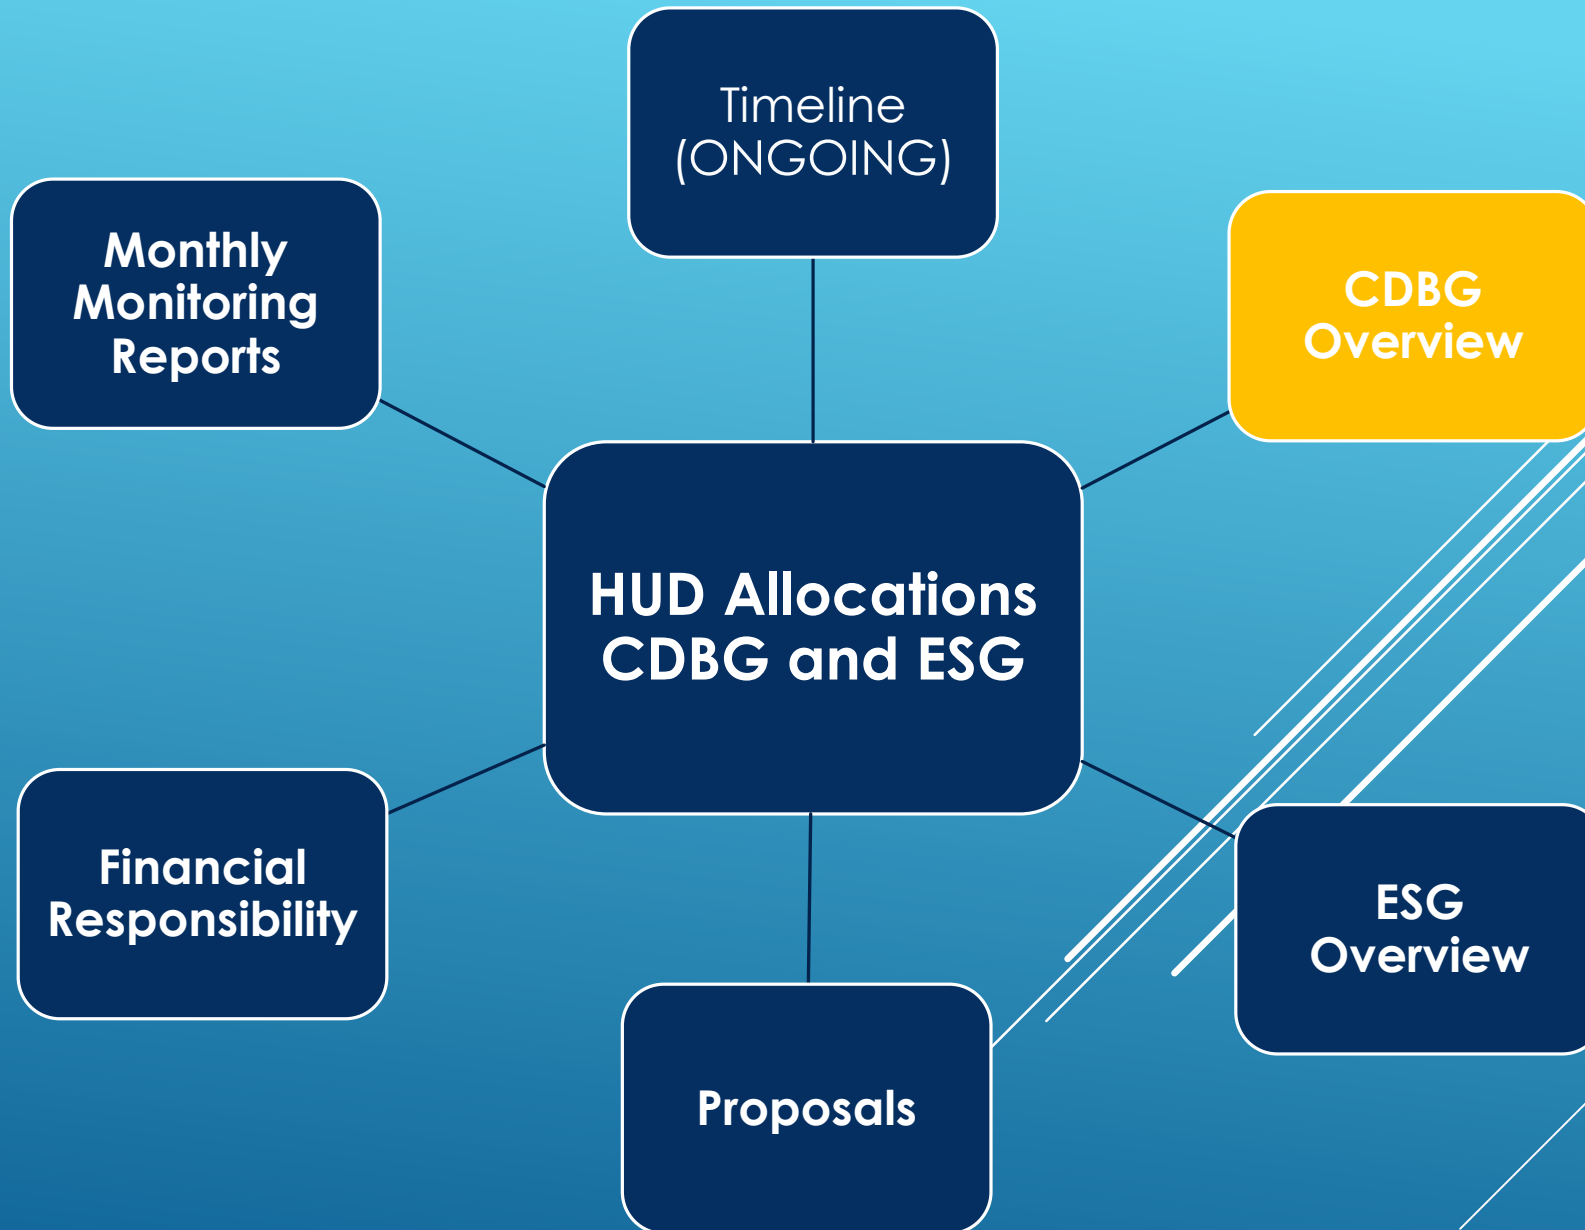 Timeline
(ONGOING)
CDBG
Overview
ESG
Overview
Proposals
Financial
Responsibility
Monthly
Monitoring
Reports
HUD Allocations
CDBG and ESG